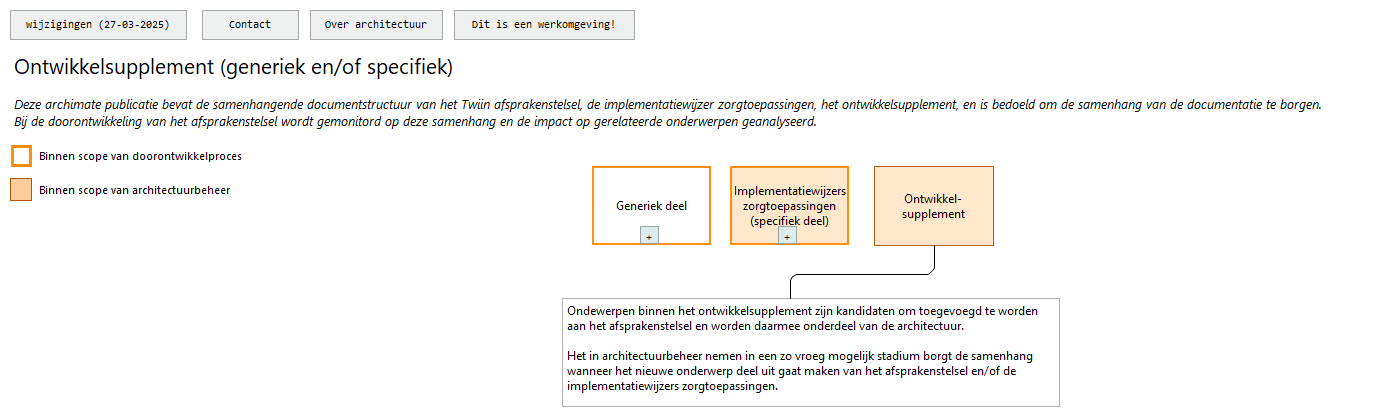 wijzigingen (27-03-2025)
Contact
Over architectuur
Dit is een werkomgeving!
Ontwikkelsupplement (generiek en/of specifiek)
Deze archimate publicatie bevat de samenhangende documentstructuur van het Twiin afsprakenstelsel, de implementatiewijzer zorgtoepassingen, het ontwikkelsupplement, en is bedoeld om de samenhang van de documentatie te borgen.
Bij de doorontwikkeling van het afsprakenstelsel wordt gemonitord op deze samenhang en de impact op gerelateerde onderwerpen geanalyseerd.
Binnen scope van doorontwikkelproces
Binnen scope van architectuurbeheer
Generiek deel
+
Implementatiewijzers
zorgtoepassingen
(specifiek deel)
+
Ontwikkel-
supplement
Ondewerpen binnen het ontwikkelsupplement zijn kandidaten om toegevoegd te worden
aan het afsprakenstelsel en worden daarmee onderdeel van de architectuur.
Het in architectuurbeheer nemen in een zo vroeg mogelijk stadium borgt de samenhang
wanneer het nieuwe onderwerp deel uit gaat maken van het afsprakenstelsel en/of de
implementatiewijzers zorgtoepassingen.